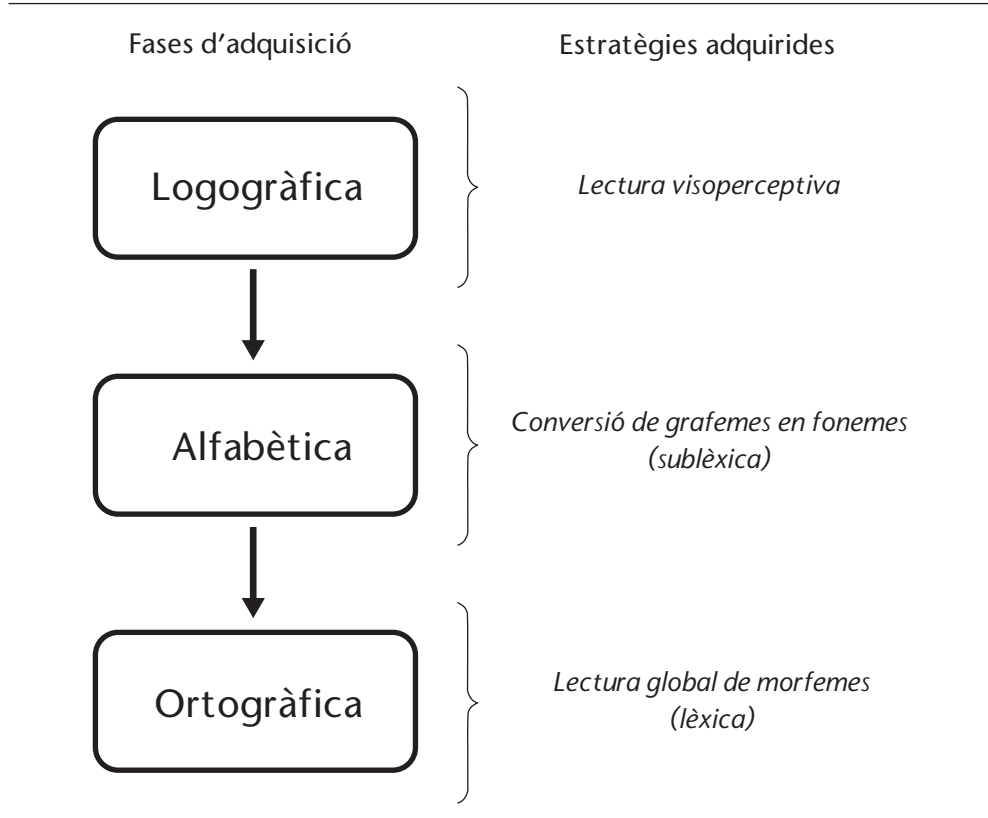 Fases d'adquisició
Estratègies adquirides
Logogràfica
Lectura visoperceptiva
Alfabètica
Conversió de grafemes en fonemes
(sublèxica)
Ortogràfica
Lectura global de morfemes
(lèxica)